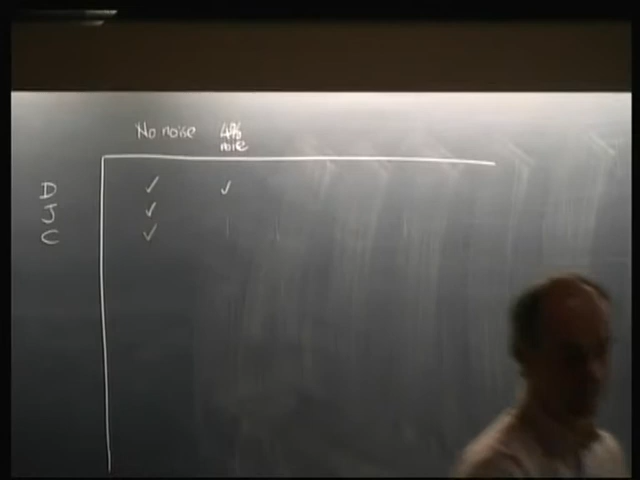 No noise 4%
noise
D ✓ ✓
J ✓
C ✓